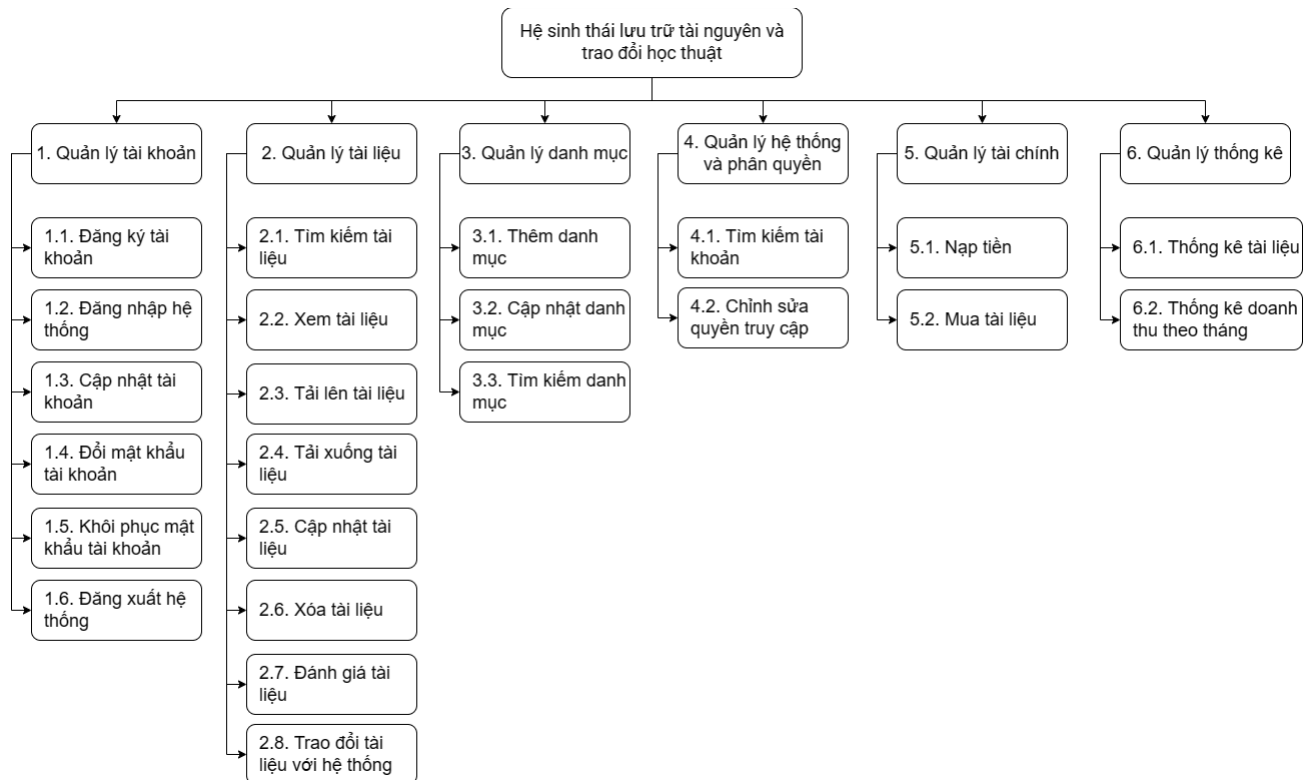 Hệ sinh thái lưu trữ tài nguyên và
trao đổi học thuật
1. Quản lý tài khoản
1.1. Đăng ký tài
khoản
1.2. Đăng nhập hệ
thống
1.3. Cập nhật tài
khoản
1.4. Đổi mật khẩu
tài khoản
1.5. Khôi phục mật
khẩu tài khoản
1.6. Đăng xuất hệ
thống
2. Quản lý tài liệu
2.1. Tìm kiếm tài
liệu
2.2. Xem tài liệu
2.3. Tải lên tài liệu
2.4. Tải xuống tài
liệu
2.5. Cập nhật tài
liệu
2.6. Xóa tài liệu
2.7. Đánh giá tài
liệu
2.8. Trao đổi tài
liệu với hệ thống
3. Quản lý danh mục
3.1. Thêm danh
mục
3.2. Cập nhật danh
mục
3.3. Tìm kiếm danh
mục
4. Quản lý hệ thống
và phân quyền
4.1. Tìm kiếm tài
khoản
4.2. Chỉnh sửa
quyền truy cập
5. Quản lý tài chính
5.1. Nạp tiền
5.2. Mua tài liệu
6. Quản lý thống kê
6.1. Thống kê tài liệu
6.2. Thống kê doanh
thu theo tháng